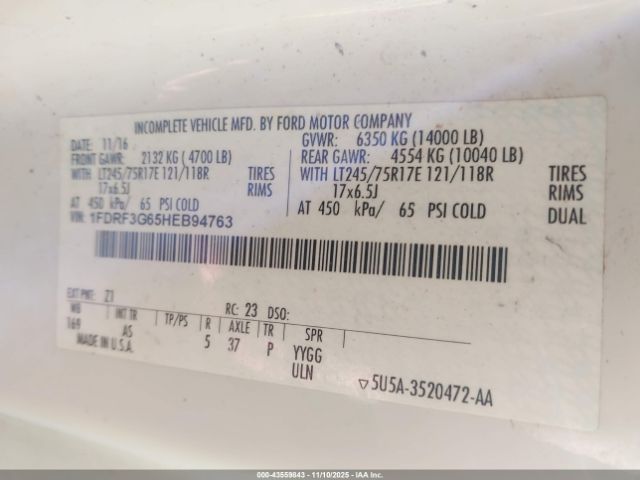 INCOMPLETE VEHICLE MFD. BY FORD MOTOR COMPANY
DATE: 11/16 GVWR: 6350 KG (14000 LB)
FRONT GAWR: 2132 KG (4700 LB) REAR GAWR: 4554 KG (10040 LB)
WITH LT245/75R17E 121/118R TIRES WITH LT245/75R17E 121/118R TIRES
17x6.5J RIMS 17x6.5J RIMS
AT 450 kPa/ 65 PSI COLD AT 450 kPa/ 65 PSI COLD DUAL
VIN: 1FDRF3G65HEB94763
EXT PNT: Z1 RC: 23 DSO:
WB INT TR TP/PS R AXLE TR SPR
169 AS 5 37 P YYGG
MADE IN U.S.A. ULN
▽5U5A-3520472-AA
000-43559843 - 11/10/2025 - IAA Inc.